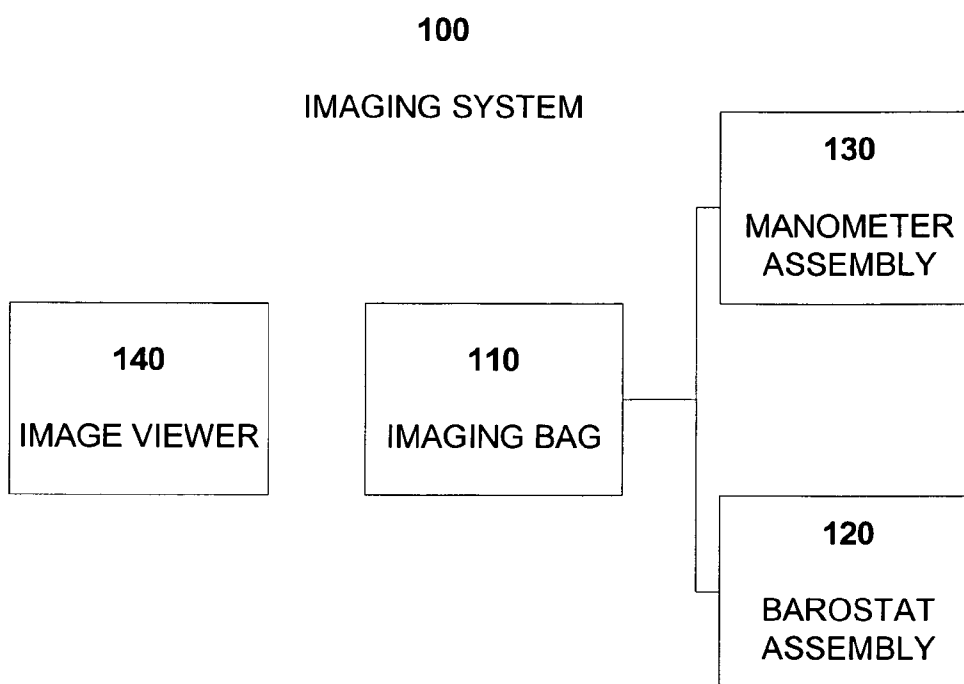 100
IMAGING SYSTEM
130
MANOMETER
ASSEMBLY
140
IMAGE VIEWER
110
IMAGING BAG
120
BAROSTAT
ASSEMBLY